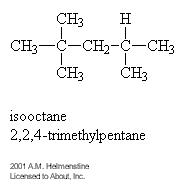 CH₃ H
CH₃—C—CH₂—C—CH₃
CH₃ CH₃
isooctane
2,2,4-trimethylpentane
2001 A.M. Helmenstine
Licensed to About, Inc.